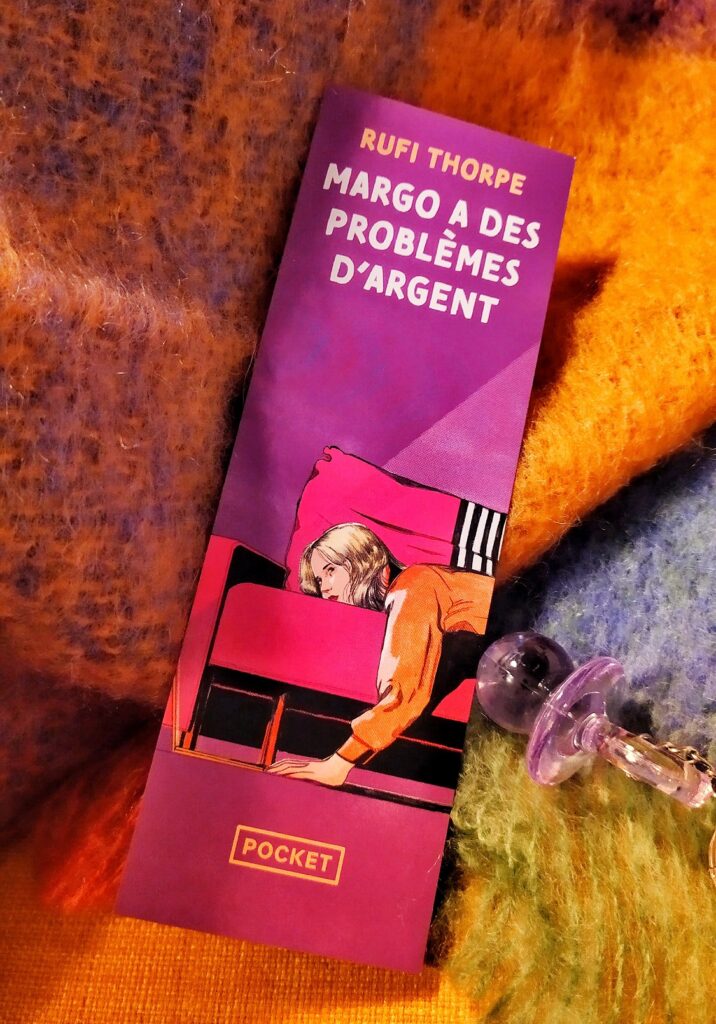 RUFI THORPE
MARGO A DES
PROBLÈMES
D'ARGENT
POCKET